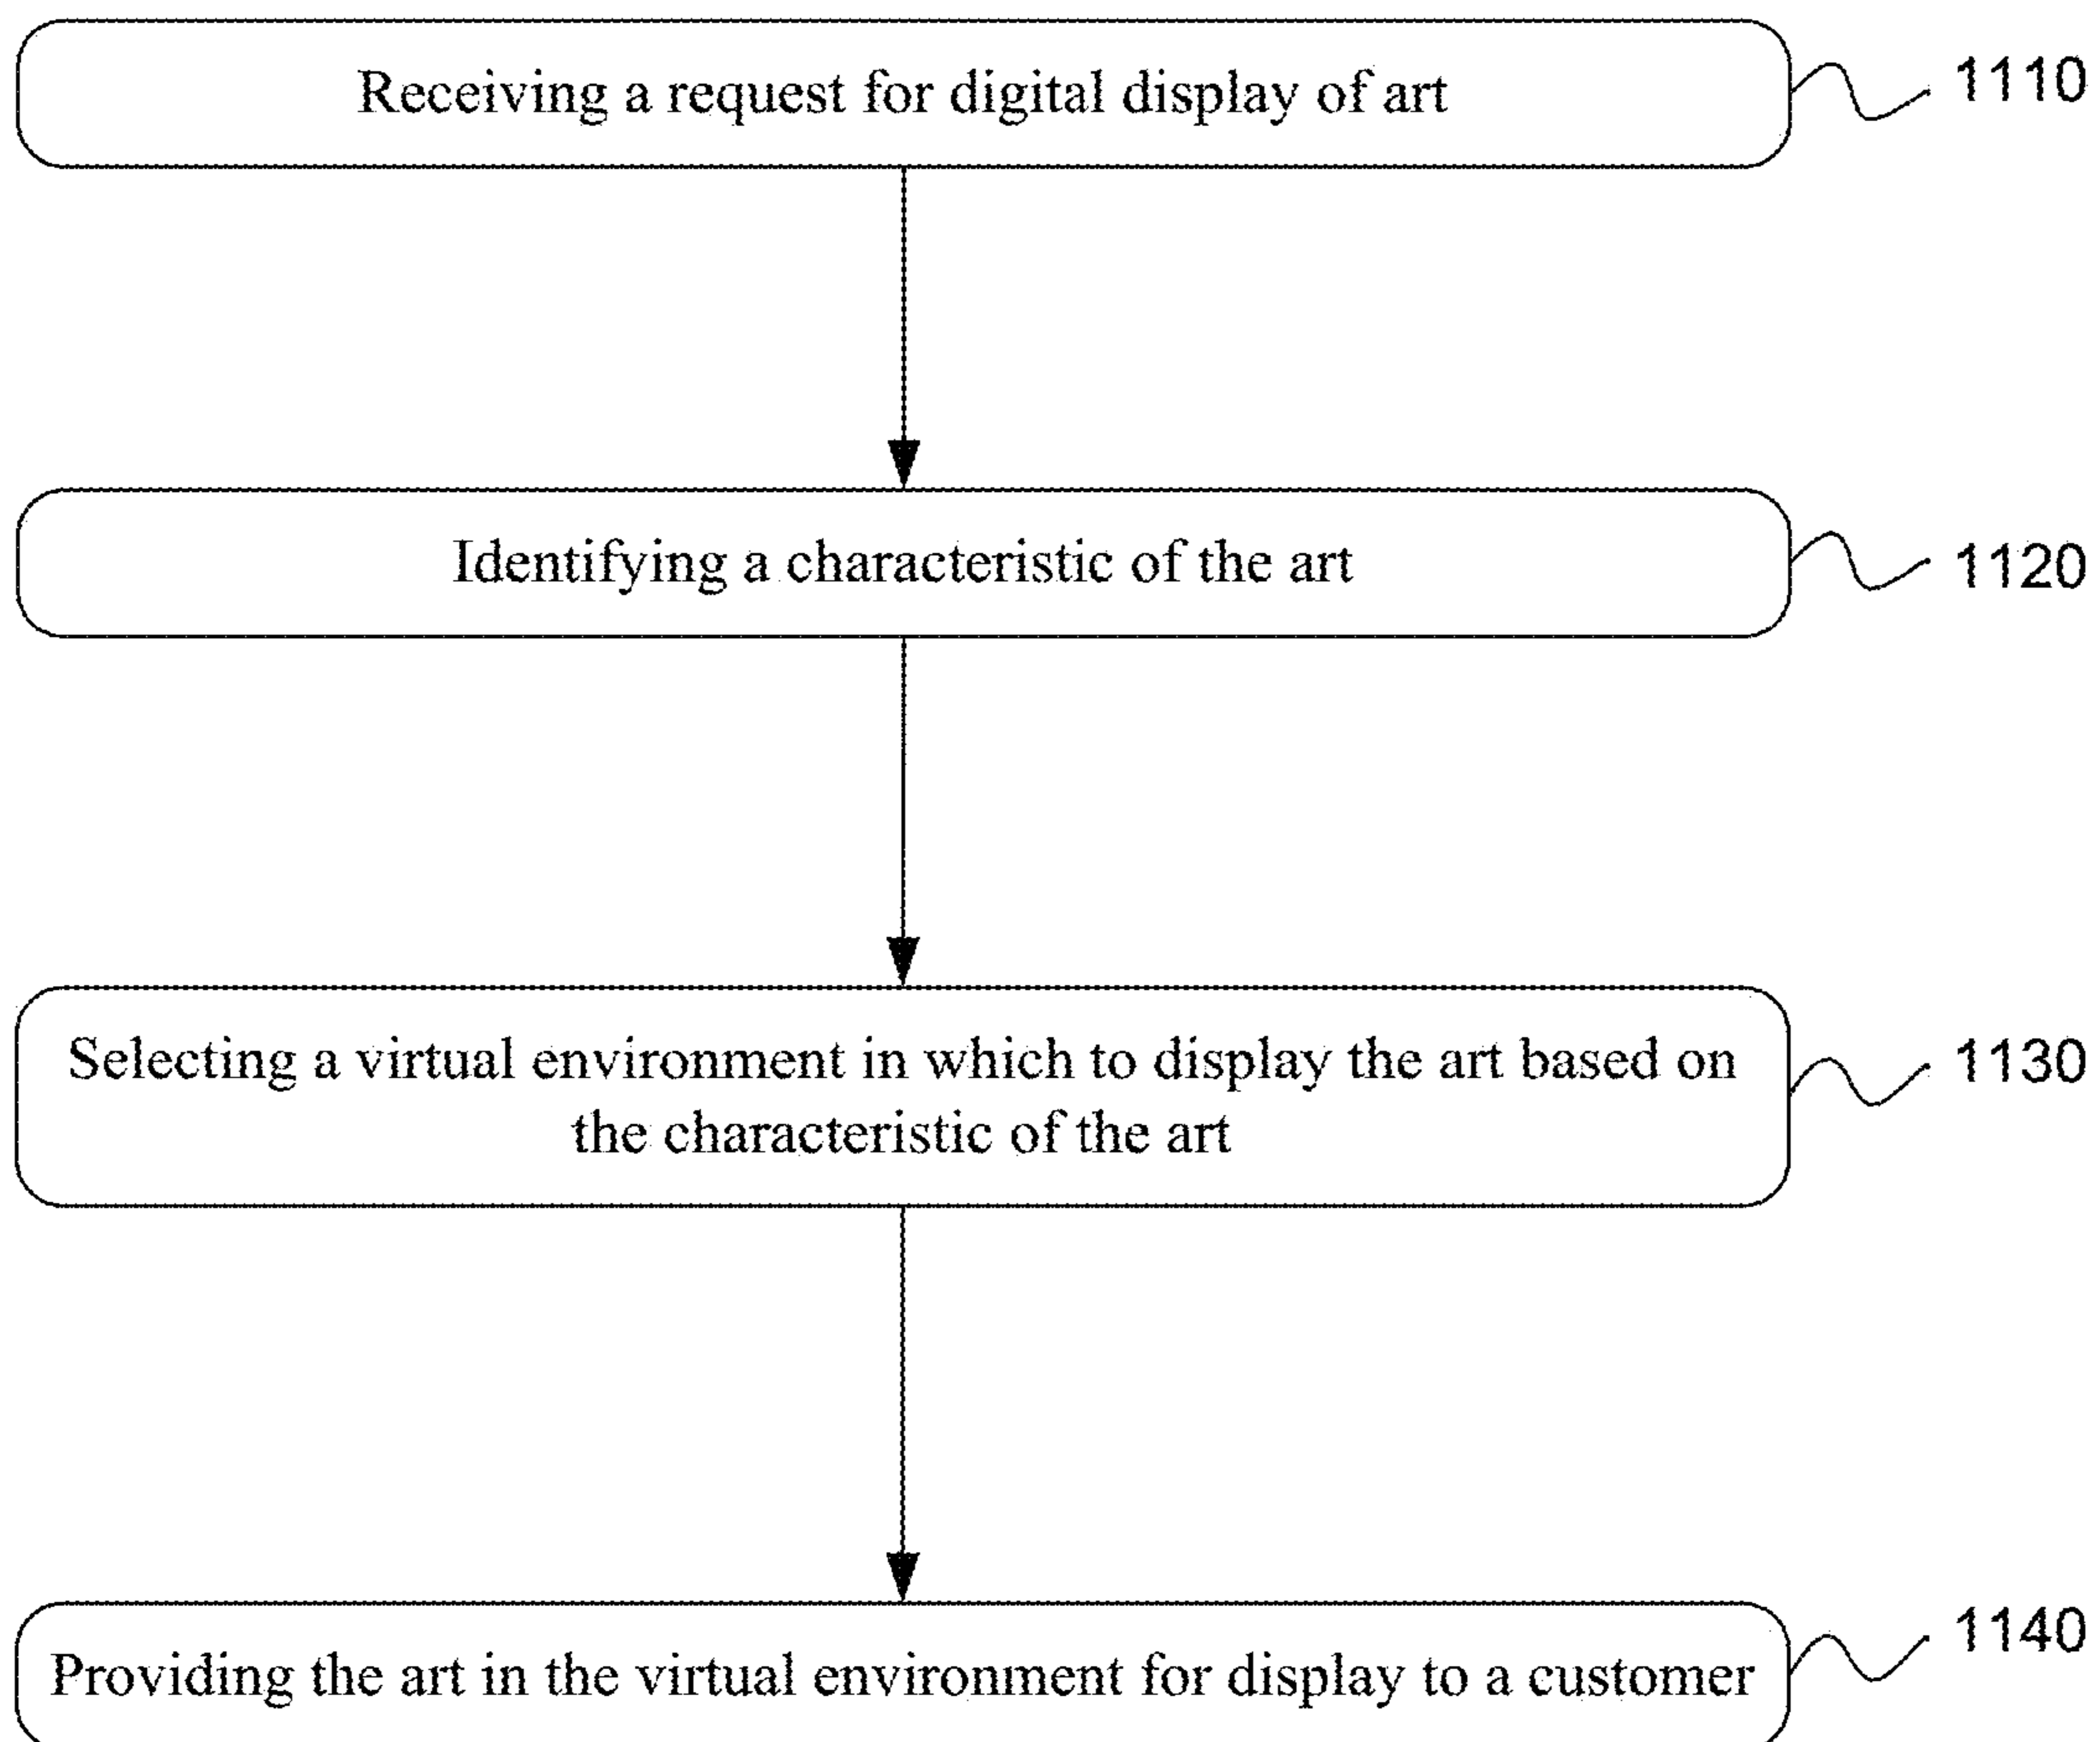 Receiving a request for digital display of art
1110
Identifying a characteristic of the art
1120
Selecting a virtual environment in which to display the art based on
the characteristic of the art
1130
Providing the art in the virtual environment for display to a customer
1140